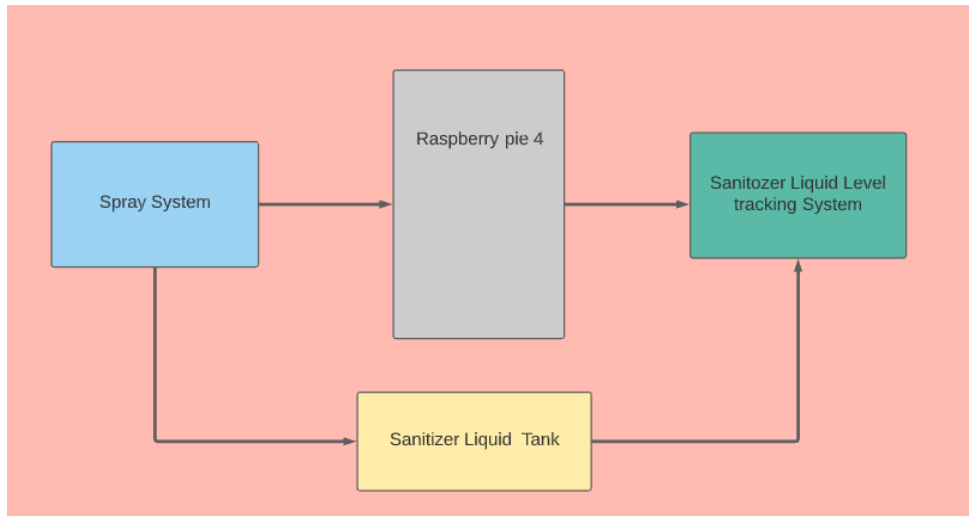 Raspberry pie 4
Spray System
Sanitozer Liquid Level
tracking System
Sanitizer Liquid  Tank